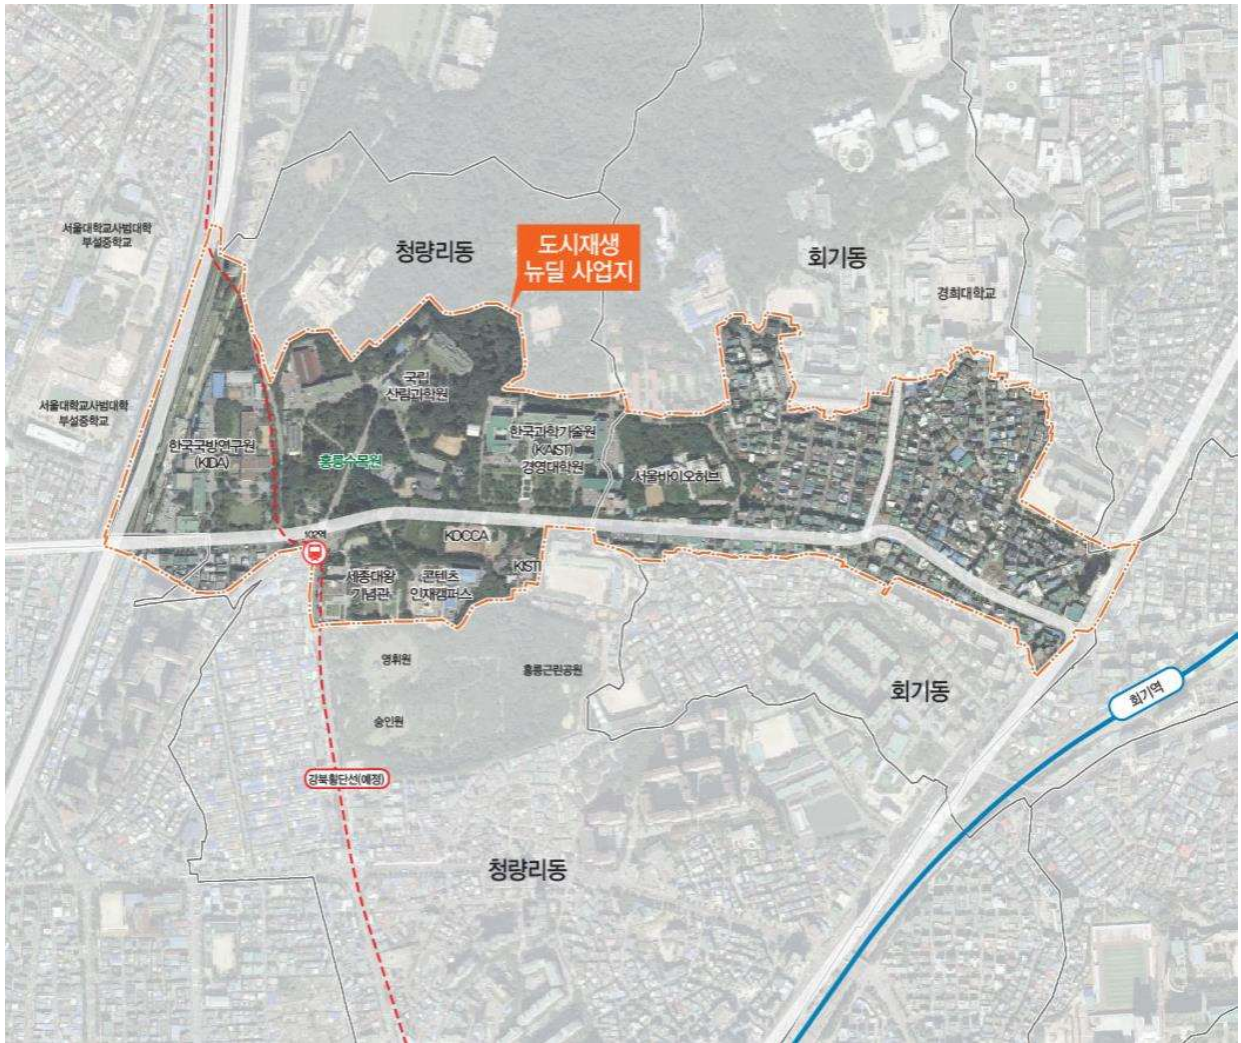 서울대학교사범대학
부설중학교
청량리동
도시재생
뉴딜 사업지
회기동
경희대학교
국립
산림과학원
서울대학교사범대학
부설중학교
한국국방연구원
(KIDA)
홍릉수목원
한국과학기술원
(KAIST)
경영대학원
서울바이오허브
102역
KOCCA
KISTI
세종대왕
기념관
콘텐츠
인재캠퍼스
영휘원
홍릉근린공원
숭인원
회기동
회기역
강북횡단선(예정)
청량리동